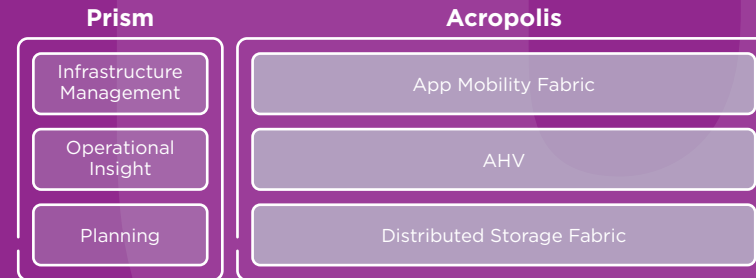 Prism
Infrastructure
Management
Operational
Insight
Planning
Acropolis
App Mobility Fabric
AHV
Distributed Storage Fabric